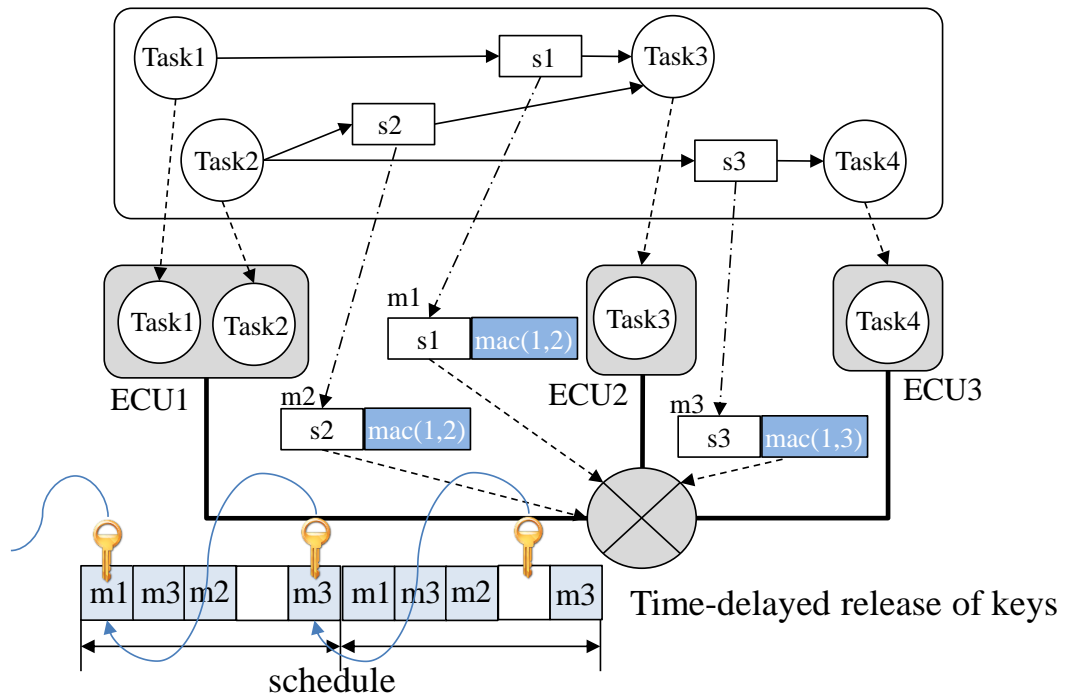 Task1
s1
Task3
s2
Task2
s3
Task4
Task1
Task2
m1
s1
mac(1,2)
Task3
Task4
ECU1
ECU2
ECU3
m2
s2
mac(1,2)
m3
s3
mac(1,3)
m1 m3 m2 m3 m1 m3 m2 m3
Time-delayed release of keys
schedule